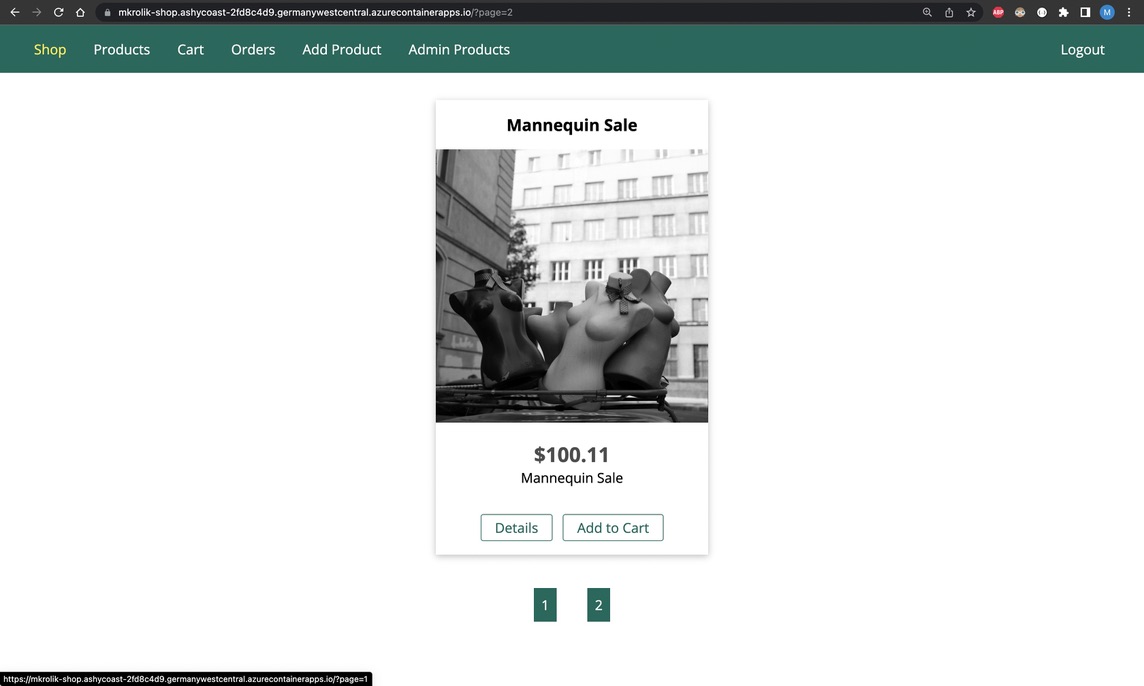 mkrolik-shop.ashycoast-2fd8c4d9.germanywestcentral.azurecontainerapps.io/?page=2
ABP
M
Shop Products Cart Orders Add Product Admin Products Logout
Mannequin Sale
$100.11
Mannequin Sale
Details Add to Cart
1 2
https://mkrolik-shop.ashycoast-2fd8c4d9.germanywestcentral.azurecontainerapps.io/?page=1